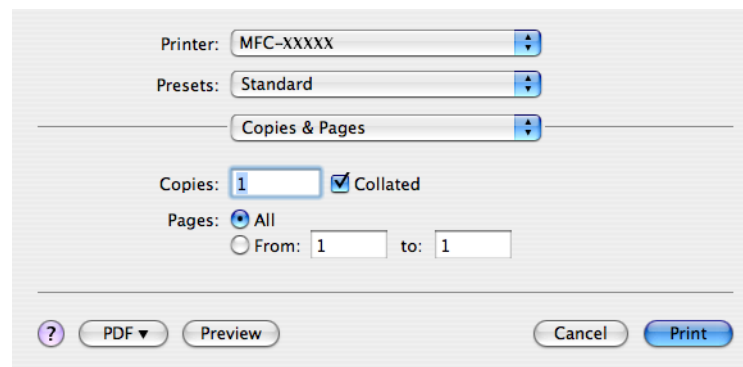 Printer: MFC-XXXXX
Presets: Standard
Copies & Pages
Copies: 1 Collated
Pages: All
From: 1 to: 1
? PDF ▼ Preview Cancel Print